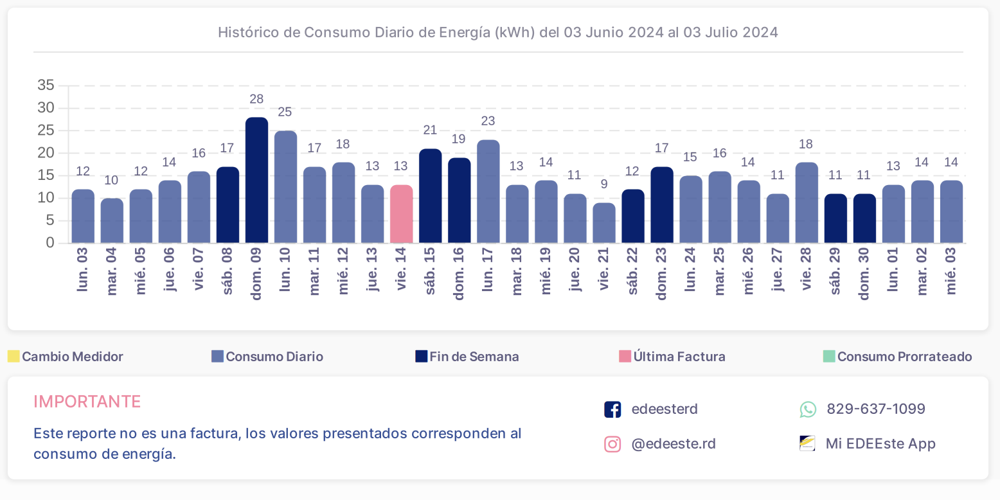 Histórico de Consumo Diario de Energía (kWh) del 03 Junio 2024 al 03 Julio 2024
35
30
25
20
15
10
5
0
12 10 12 14 16 17 28 25 17 18 13 13 21 19 23 13 14 11 9 12 17 15 16 14 11 18 11 11 13 14 14
lun. 03 mar. 04 mié. 05 jue. 06 vie. 07 sáb. 08 dom. 09 lun. 10 mar. 11 mié. 12 jue. 13 vie. 14 sáb. 15 dom. 16 lun. 17 mar. 18 mié. 19 jue. 20 vie. 21 sáb. 22 dom. 23 lun. 24 mar. 25 mié. 26 jue. 27 vie. 28 sáb. 29 dom. 30 lun. 01 mar. 02 mié. 03
Cambio Medidor Consumo Diario Fin de Semana Última Factura Consumo Prorrateado
IMPORTANTE
Este reporte no es una factura, los valores presentados corresponden al
consumo de energía.
edeesterd
829-637-1099
@edeeste.rd
Mi EDEEste App